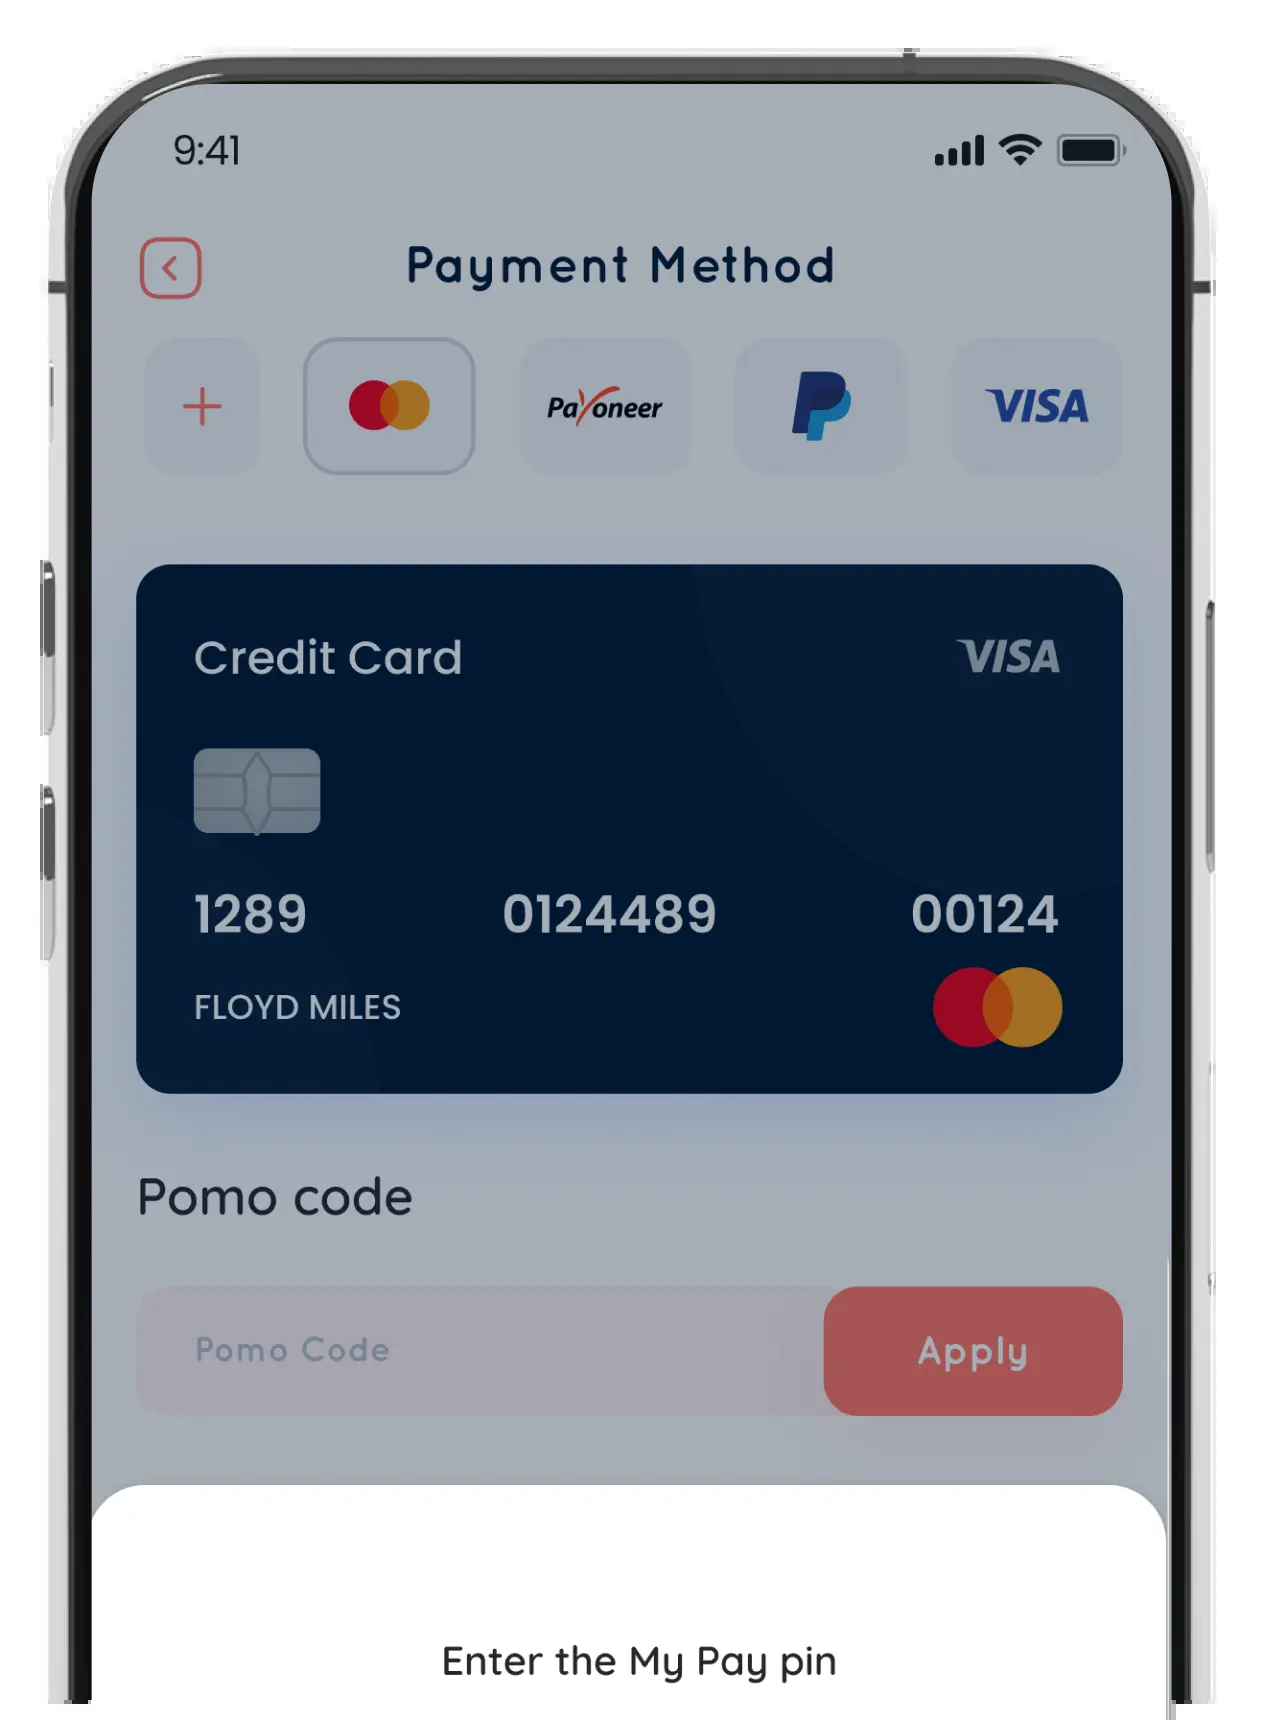 9:41
Payment Method
Payoneer
VISA
Credit Card
VISA
1289 0124489 00124
FLOYD MILES
Pomo code
Pomo Code
Apply
Enter the My Pay pin